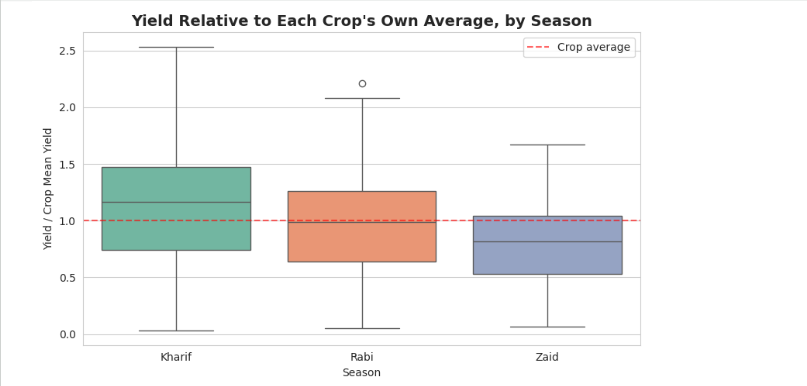 Yield Relative to Each Crop's Own Average, by Season
Crop average
2.5
2.0
1.5
1.0
0.5
0.0
Yield / Crop Mean Yield
Kharif
Rabi
Zaid
Season